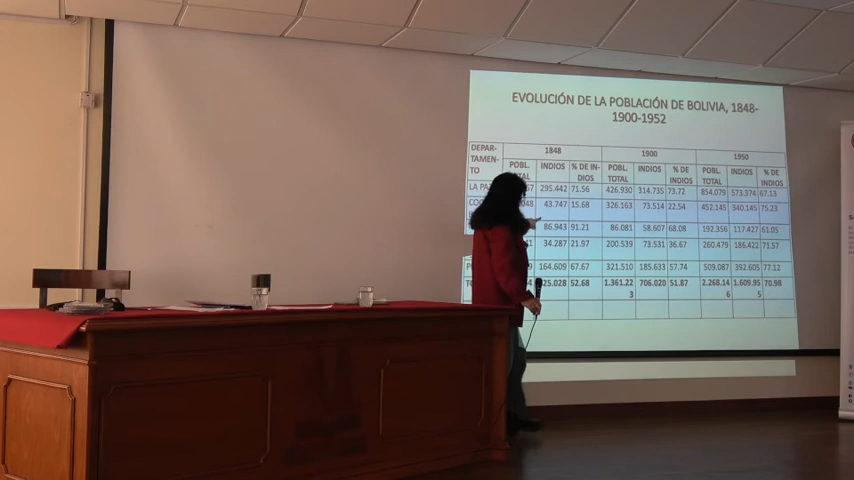 EVOLUCIÓN DE LA POBLACIÓN DE BOLIVIA, 1848-
1900-1952
DEPAR-
TAMEN-
TO
1848 1900 1950
POBL. INDIOS % DE IN-
DIOS POBL.
TOTAL INDIOS % DE
INDIOS POBL.
TOTAL INDIOS % DE
INDIOS
LA PA 295.442 71.56 426.930 314.735 73.72 854.079 573.374 67.13
43.747 15.68 326.163 73.514 22.54 452.145 340.145 75.23
86.943 91.21 86.081 58.607 68.08 192.356 117.427 61.05
34.287 21.97 200.539 73.531 36.67 260.479 186.422 71.57
164.609 67.67 321.510 185.633 57.74 509.087 392.605 77.12
25.028 52.68 1.361.22
3 706.020 51.87 2.268.14
6 1.609.95
5 70.98